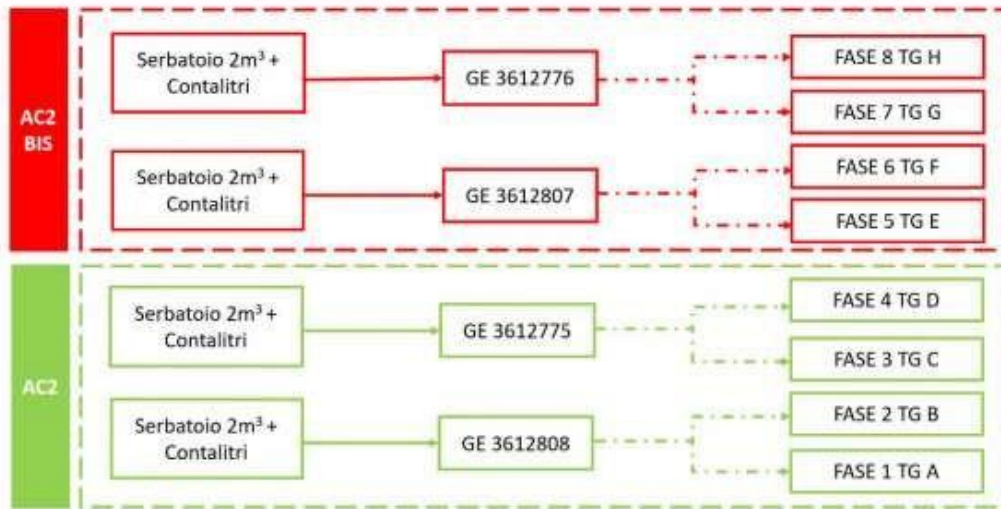 AC2
BIS
Serbatoio 2m³ +
Contalitri
GE 3612776
FASE 8 TG H
FASE 7 TG G
Serbatoio 2m³ +
Contalitri
GE 3612807
FASE 6 TG F
FASE 5 TG E
AC2
Serbatoio 2m³ +
Contalitri
GE 3612775
FASE 4 TG D
FASE 3 TG C
Serbatoio 2m³ +
Contalitri
GE 3612808
FASE 2 TG B
FASE 1 TG A